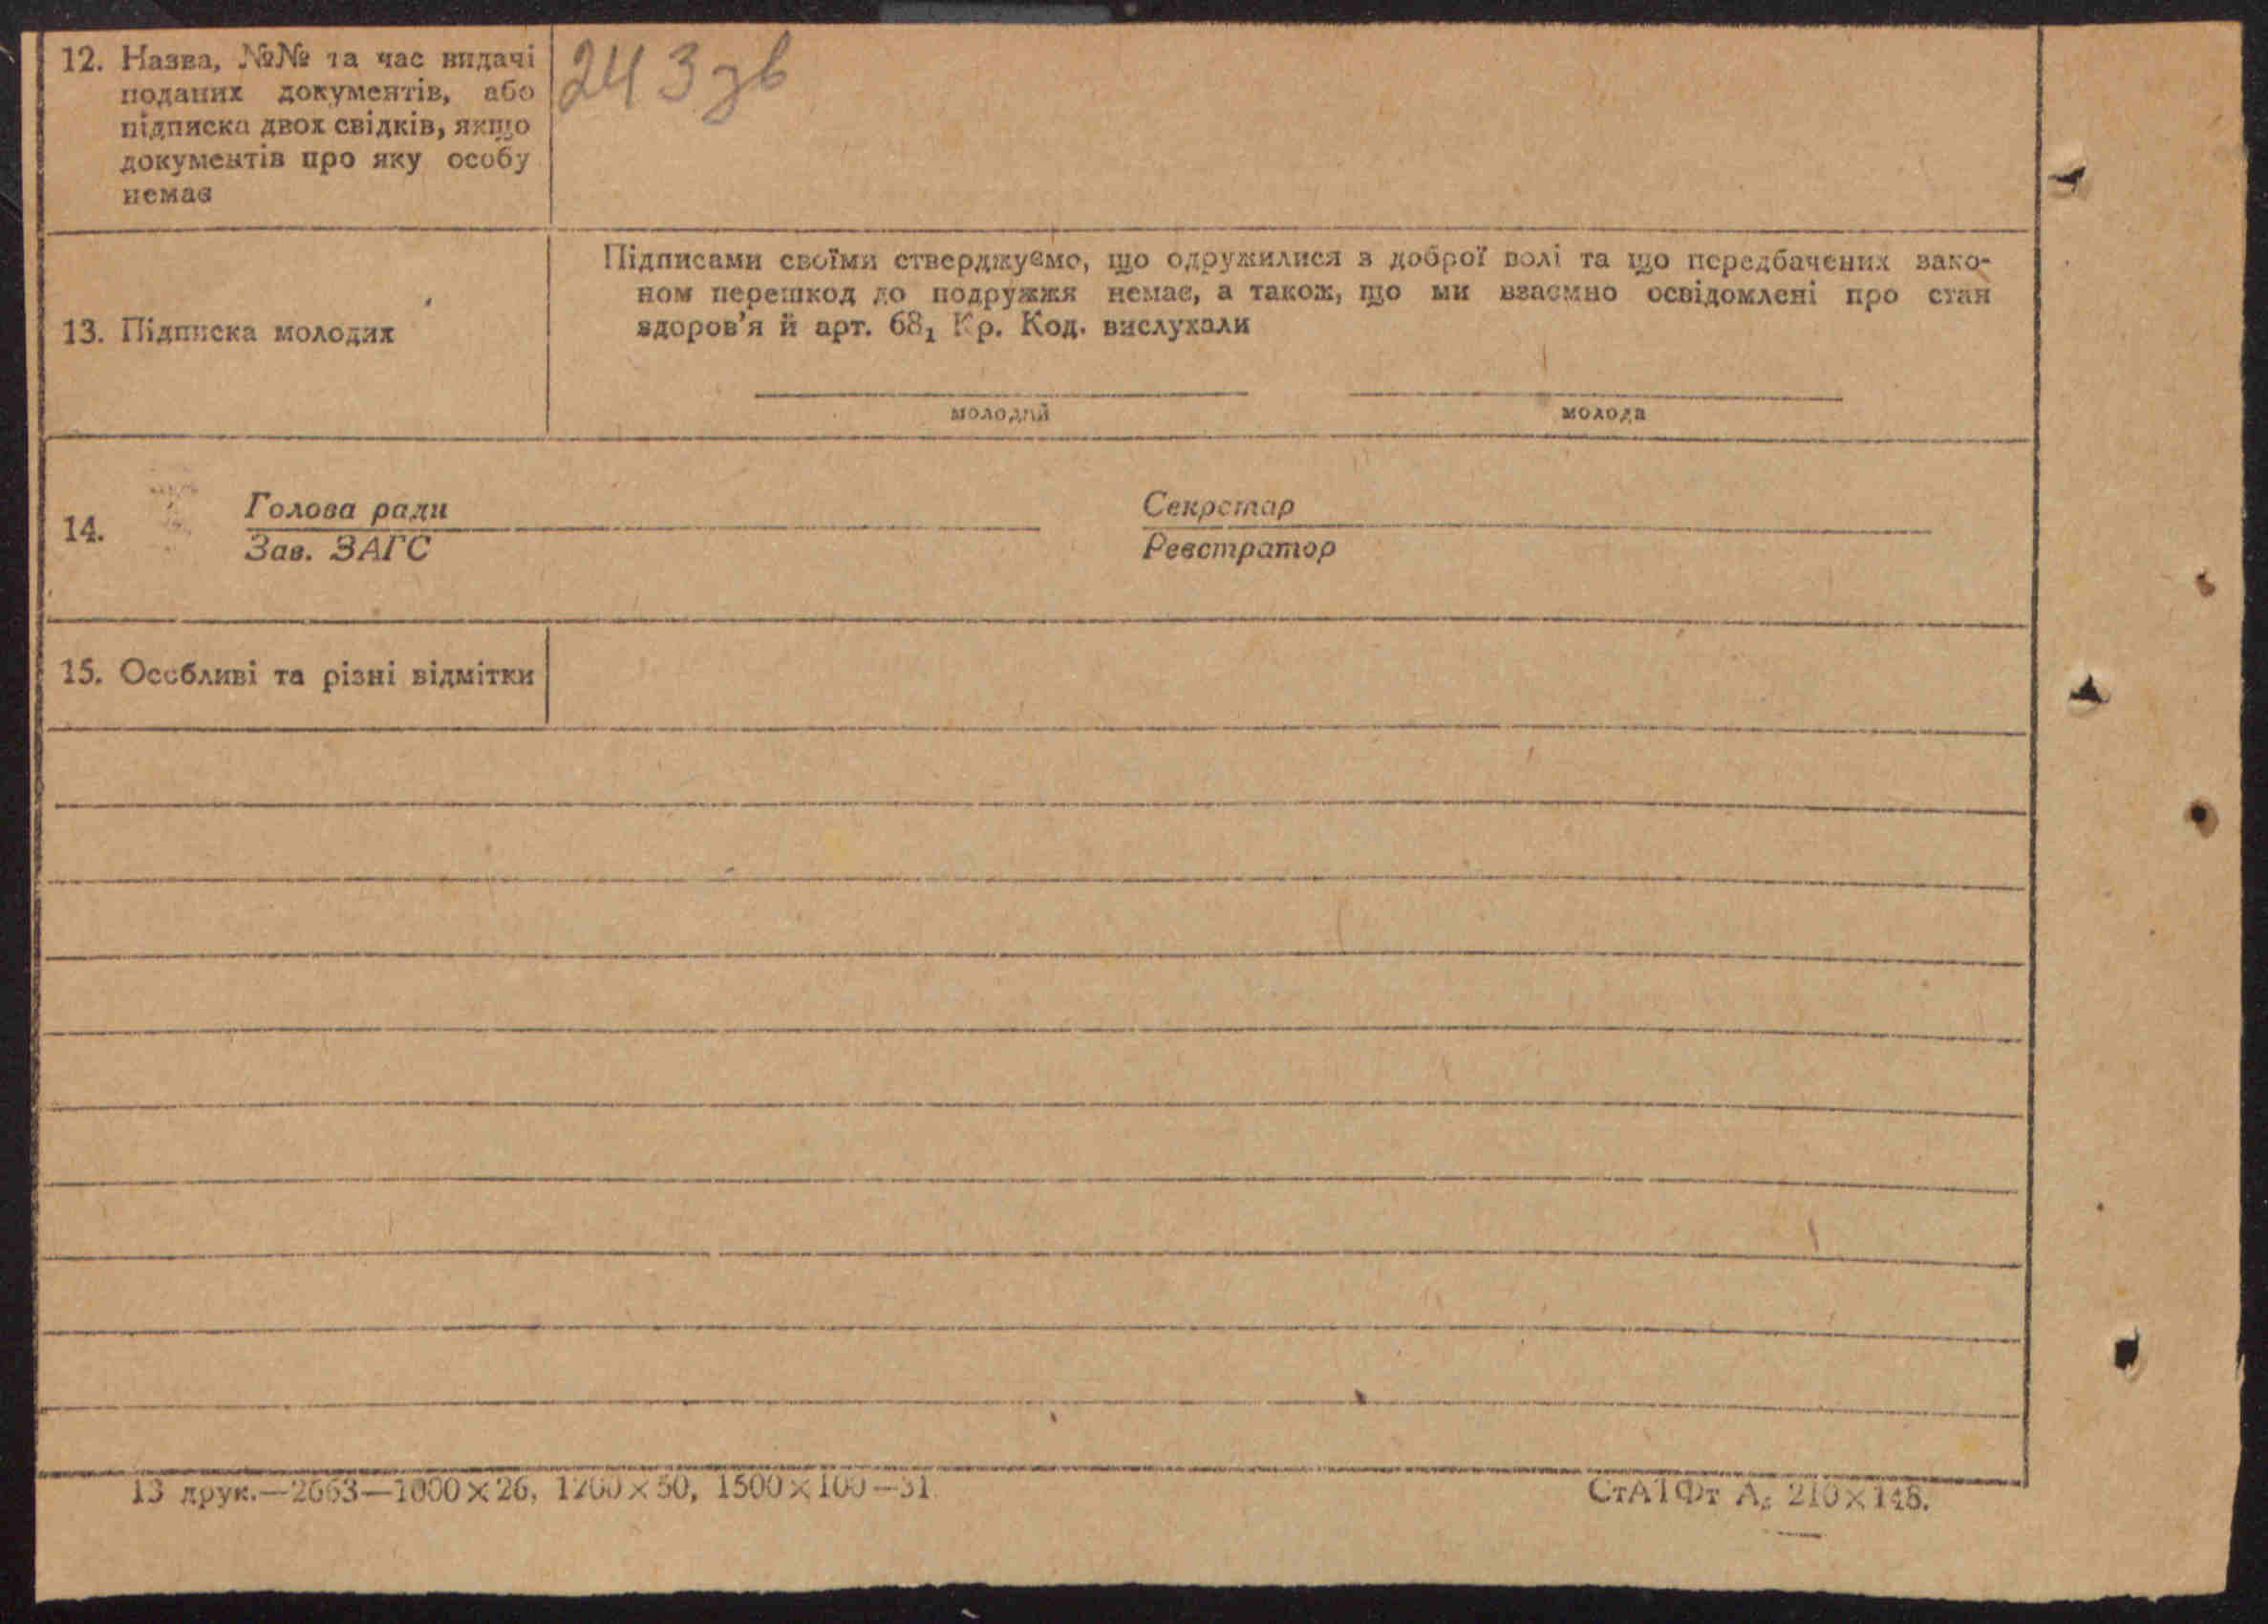 12. Назва, №№ та час видачі
поданих документів, або
підписка двох свідків, якщо
документів про яку особу
немає
243 зв
13. Підписка молодих
Підписами своїми стверджуємо, що одружилися з доброї волі та що передбачених зако-
ном перешкод до подружжя немає, а також, що ми взаємно освідомлені про стан
здоров'я й арт. 68₁ Кр. Код. вислухали
молодий
молода
14.
Голова ради
Зав. ЗАГС
Секретар
Реєстратор
15. Особливі та різні відмітки
13 друк.—2663—1000×26, 1200×50, 1500×100—31.
СтАТФт А₅ 210×148.